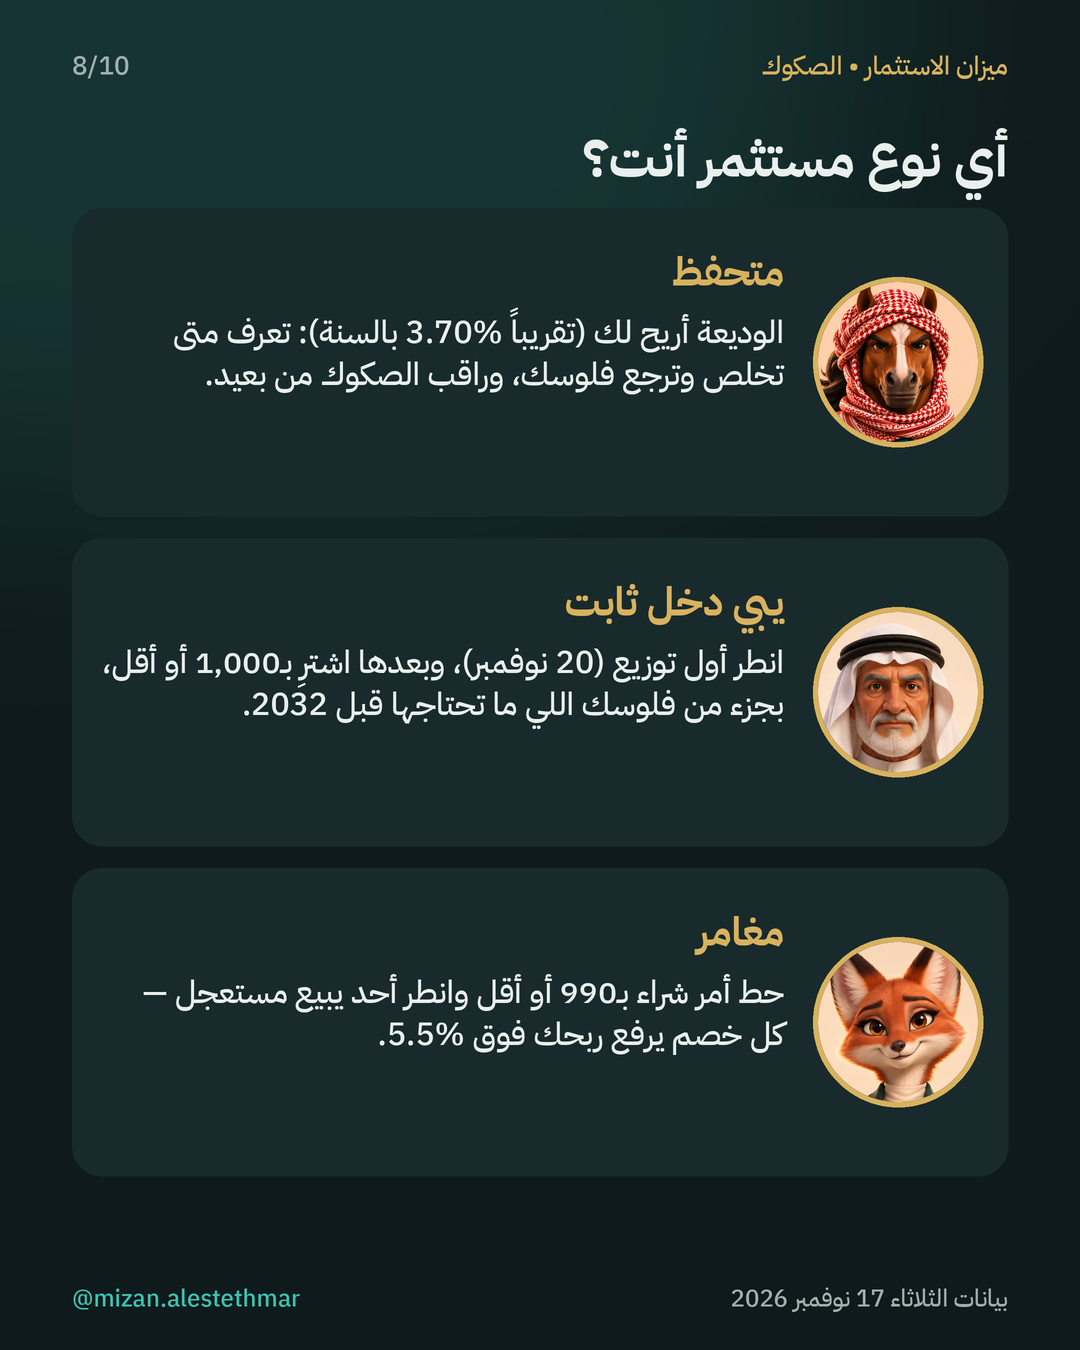 ميزان الاستثمار • الصكوك
8/10
أي نوع مستثمر أنت؟
متحفظ
الوديعة أريح لك (تقريباً 3.70% بالسنة): تعرف متى
تخلص وترجع فلوسك، وراقب الصكوك من بعيد.
يبي دخل ثابت
انطر أول توزيع (20 نوفمبر)، وبعدها اشترِ بـ1,000 أو أقل،
بجزء من فلوسك اللي ما تحتاجها قبل 2032.
مغامر
حط أمر شراء بـ990 أو أقل وانطر أحد يبيع مستعجل —
كل خصم يرفع ربحك فوق 5.5%.
بيانات الثلاثاء 17 نوفمبر 2026
@mizan.alestethmar